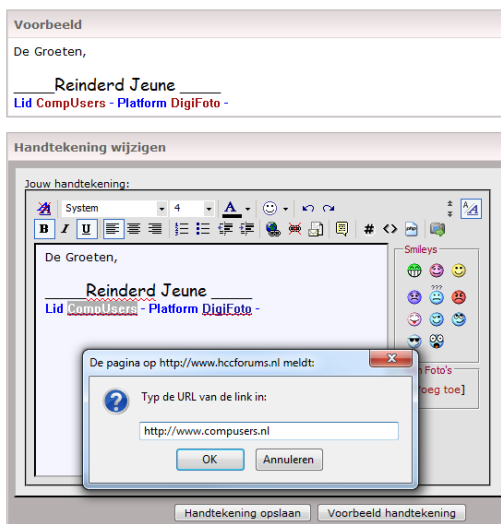 Voorbeeld
De Groeten,
_____Reinderd Jeune _____
Lid CompUsers - Platform DigiFoto -
Handtekening wijzigen
Jouw handtekening:
System 4 A
B I U # <> php
De Groeten,
_____Reinderd Jeune _____
Lid CompUsers - Platform DigiFoto -
Smileys
???
De pagina op http://www.hccforums.nl meldt:
Typ de URL van de link in:
http://www.compusers.nl
OK Annuleren
Foto's
oeg toe]
Handtekening opslaan Voorbeeld handtekening